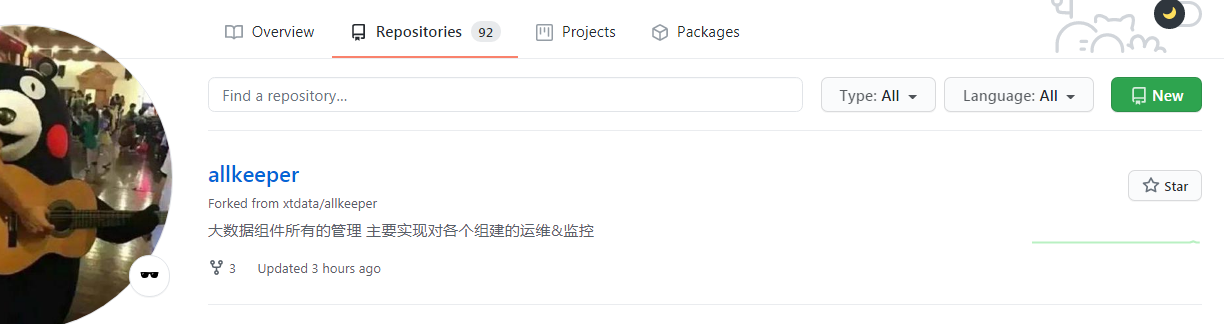 Overview Repositories 92 Projects Packages
Find a repository... Type: All Language: All New
allkeeper Star
Forked from xtdata/allkeeper
大数据组件所有的管理 主要实现对各个组建的运维&监控
3 Updated 3 hours ago